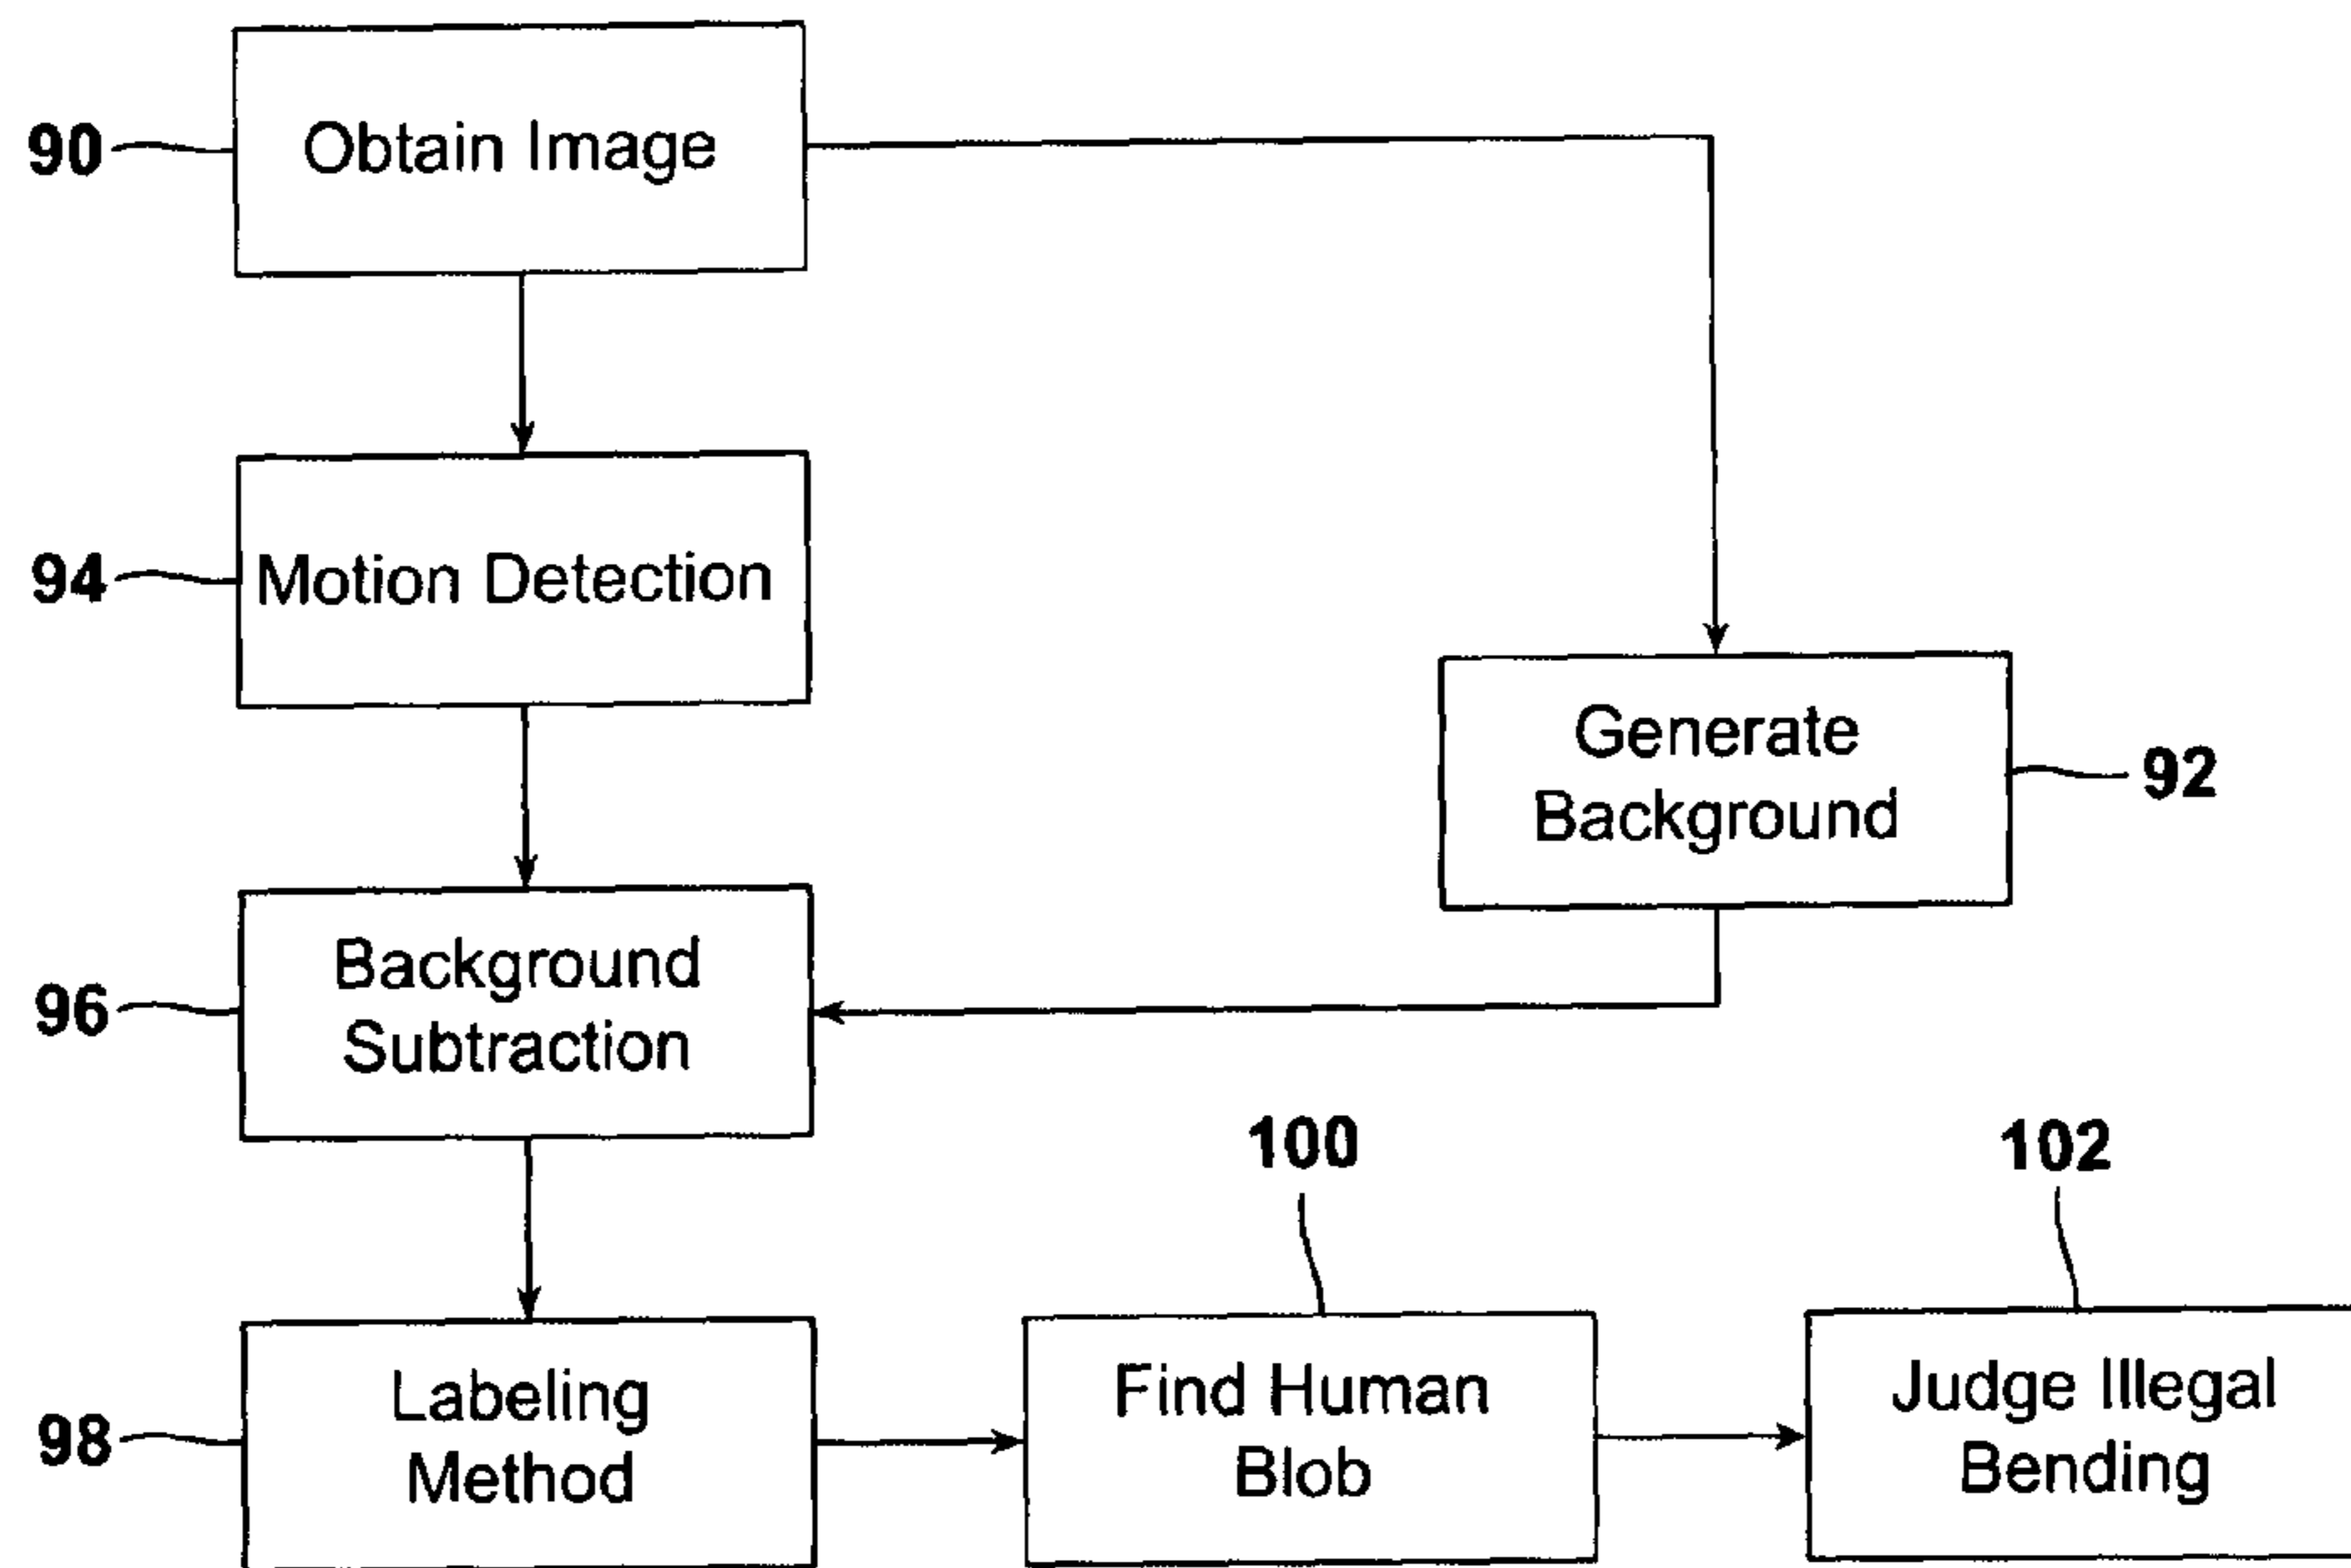 90
Obtain Image
94
Motion Detection
Generate
Background
92
96
Background
Subtraction
100
102
98
Labeling
Method
Find Human
Blob
Judge Illegal
Bending